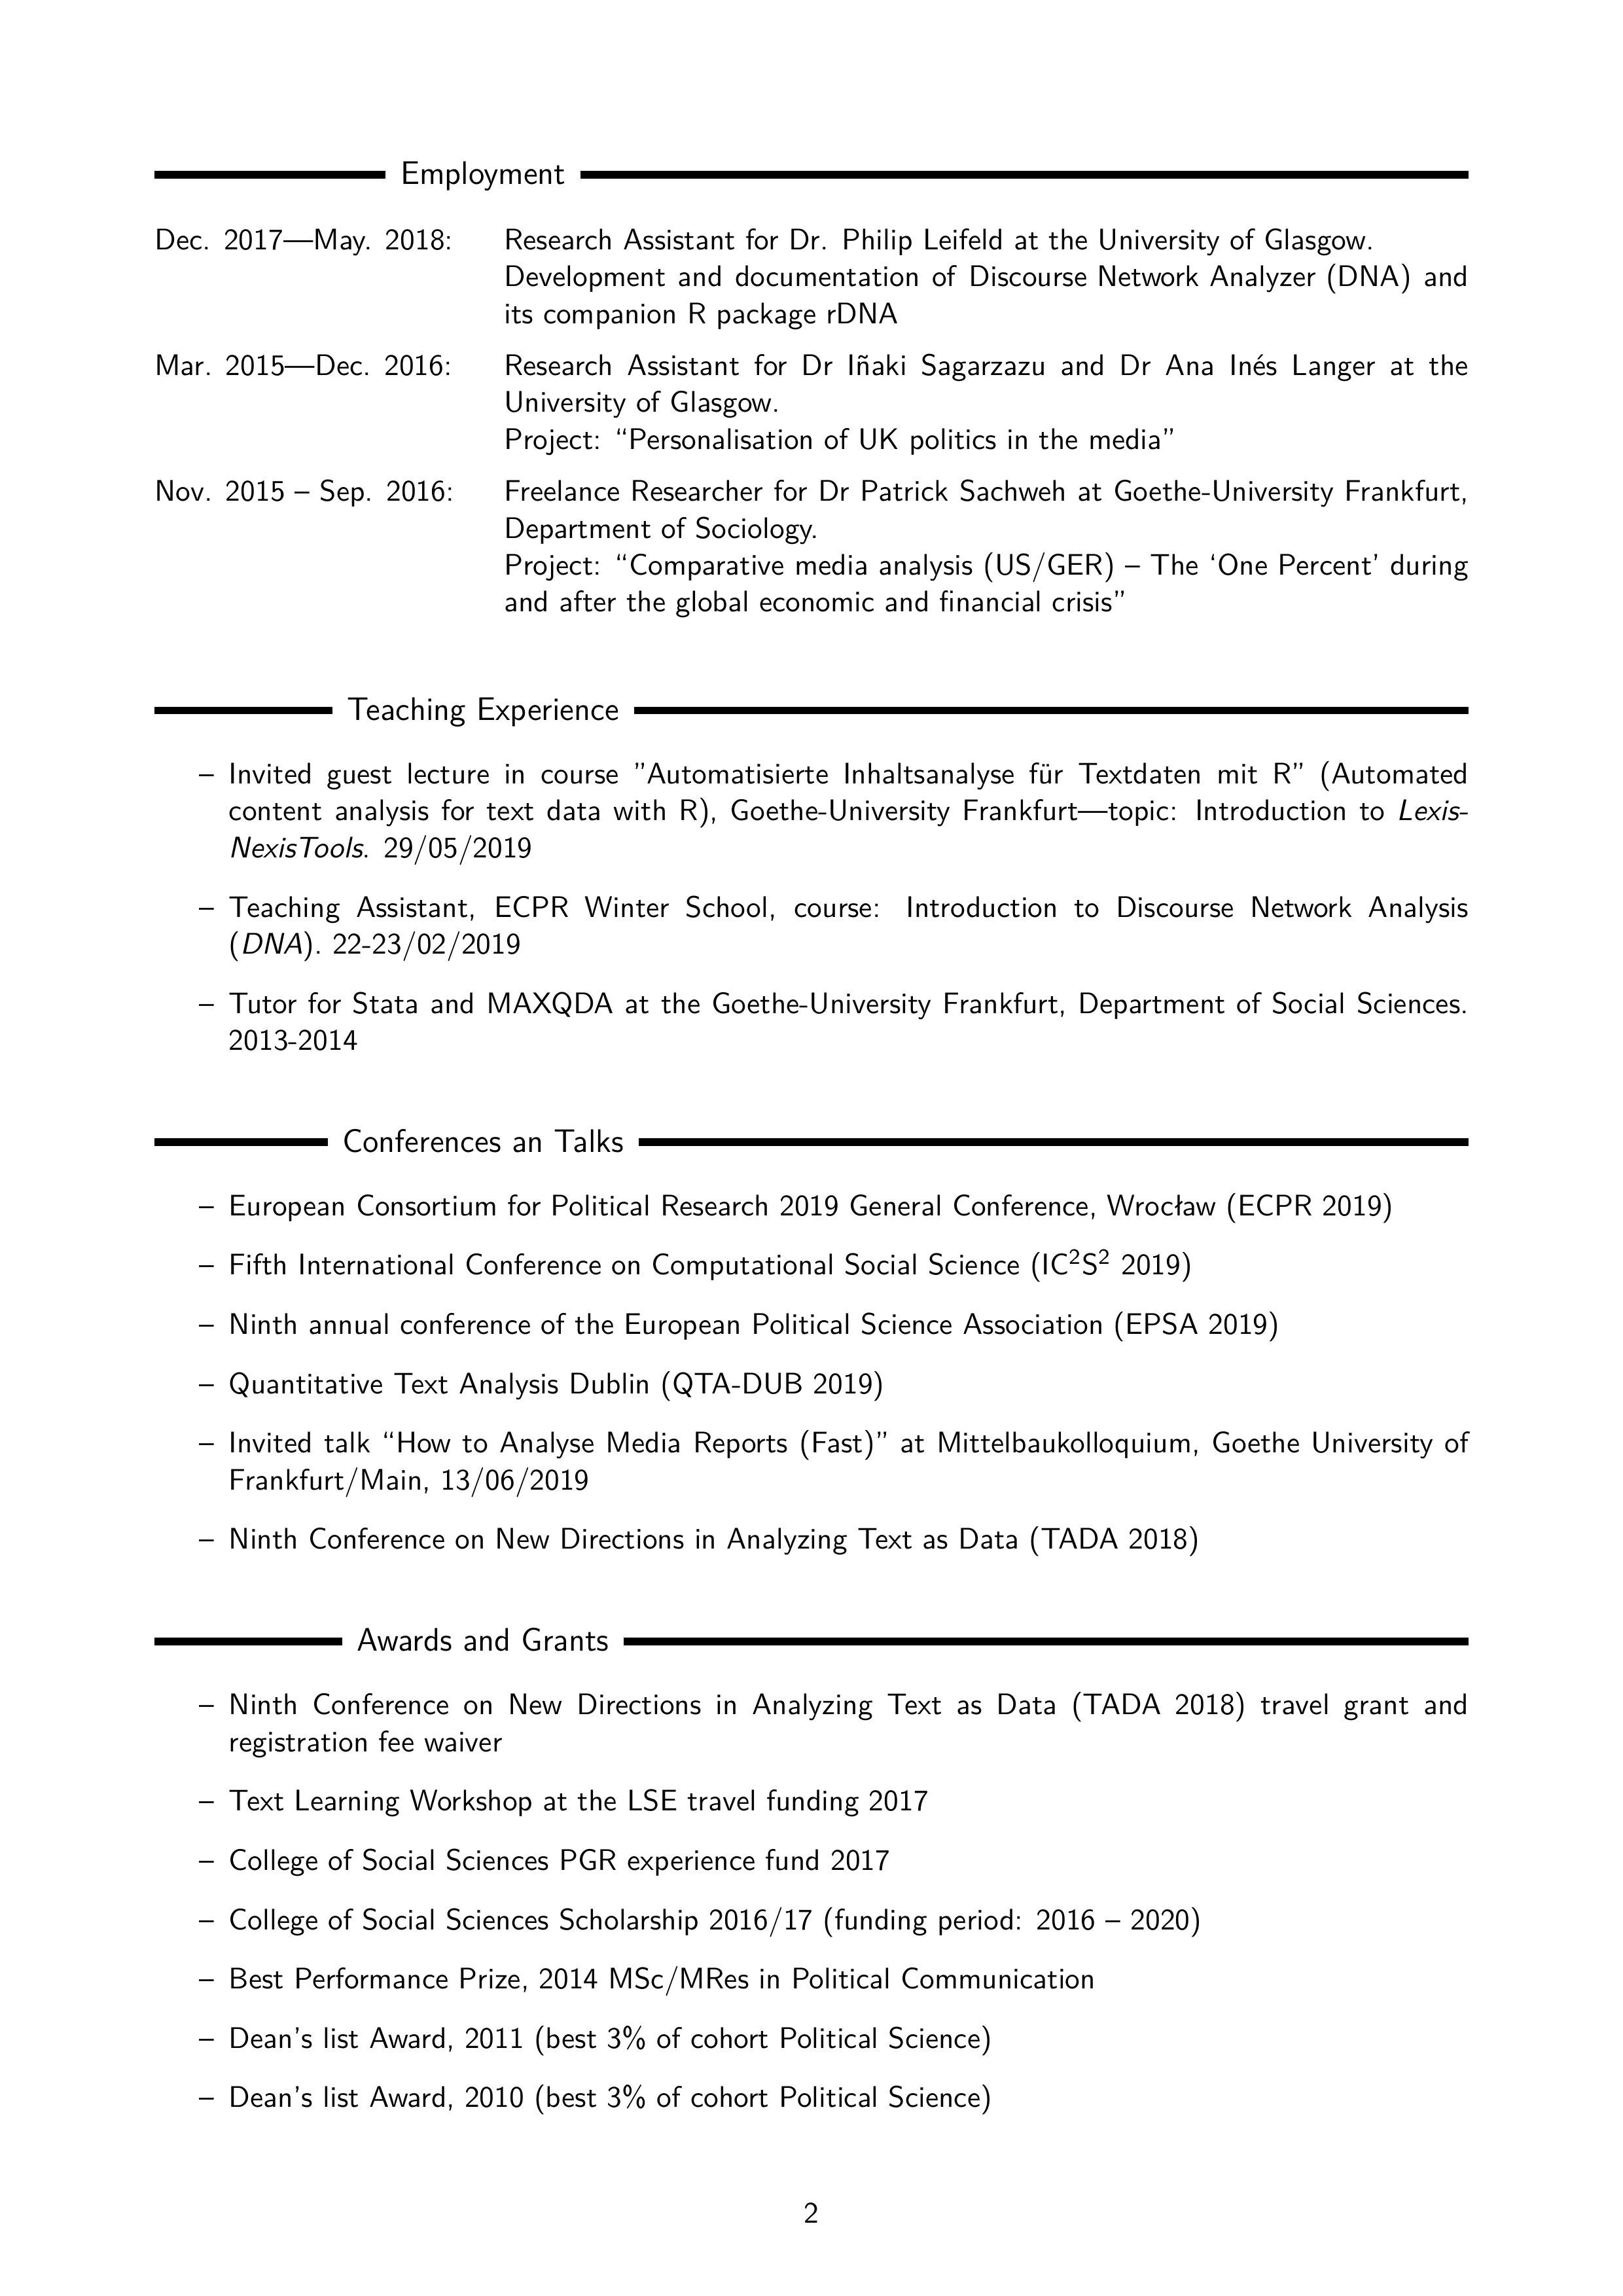 Employment
Dec. 2017—May. 2018: Research Assistant for Dr. Philip Leifeld at the University of Glasgow.
Development and documentation of Discourse Network Analyzer (DNA) and
its companion R package rDNA
Mar. 2015—Dec. 2016: Research Assistant for Dr Iñaki Sagarzazu and Dr Ana Inés Langer at the
University of Glasgow.
Project: “Personalisation of UK politics in the media”
Nov. 2015 – Sep. 2016: Freelance Researcher for Dr Patrick Sachweh at Goethe-University Frankfurt,
Department of Sociology.
Project: “Comparative media analysis (US/GER) – The ‘One Percent’ during
and after the global economic and financial crisis”
Teaching Experience
– Invited guest lecture in course ”Automatisierte Inhaltsanalyse für Textdaten mit R” (Automated
content analysis for text data with R), Goethe-University Frankfurt—topic: Introduction to Lexis-
NexisTools. 29/05/2019
– Teaching Assistant, ECPR Winter School, course: Introduction to Discourse Network Analysis
(DNA). 22-23/02/2019
– Tutor for Stata and MAXQDA at the Goethe-University Frankfurt, Department of Social Sciences.
2013-2014
Conferences an Talks
– European Consortium for Political Research 2019 General Conference, Wrocław (ECPR 2019)
– Fifth International Conference on Computational Social Science (IC²S² 2019)
– Ninth annual conference of the European Political Science Association (EPSA 2019)
– Quantitative Text Analysis Dublin (QTA-DUB 2019)
– Invited talk “How to Analyse Media Reports (Fast)” at Mittelbaukolloquium, Goethe University of
Frankfurt/Main, 13/06/2019
– Ninth Conference on New Directions in Analyzing Text as Data (TADA 2018)
Awards and Grants
– Ninth Conference on New Directions in Analyzing Text as Data (TADA 2018) travel grant and
registration fee waiver
– Text Learning Workshop at the LSE travel funding 2017
– College of Social Sciences PGR experience fund 2017
– College of Social Sciences Scholarship 2016/17 (funding period: 2016 – 2020)
– Best Performance Prize, 2014 MSc/MRes in Political Communication
– Dean’s list Award, 2011 (best 3% of cohort Political Science)
– Dean’s list Award, 2010 (best 3% of cohort Political Science)
2